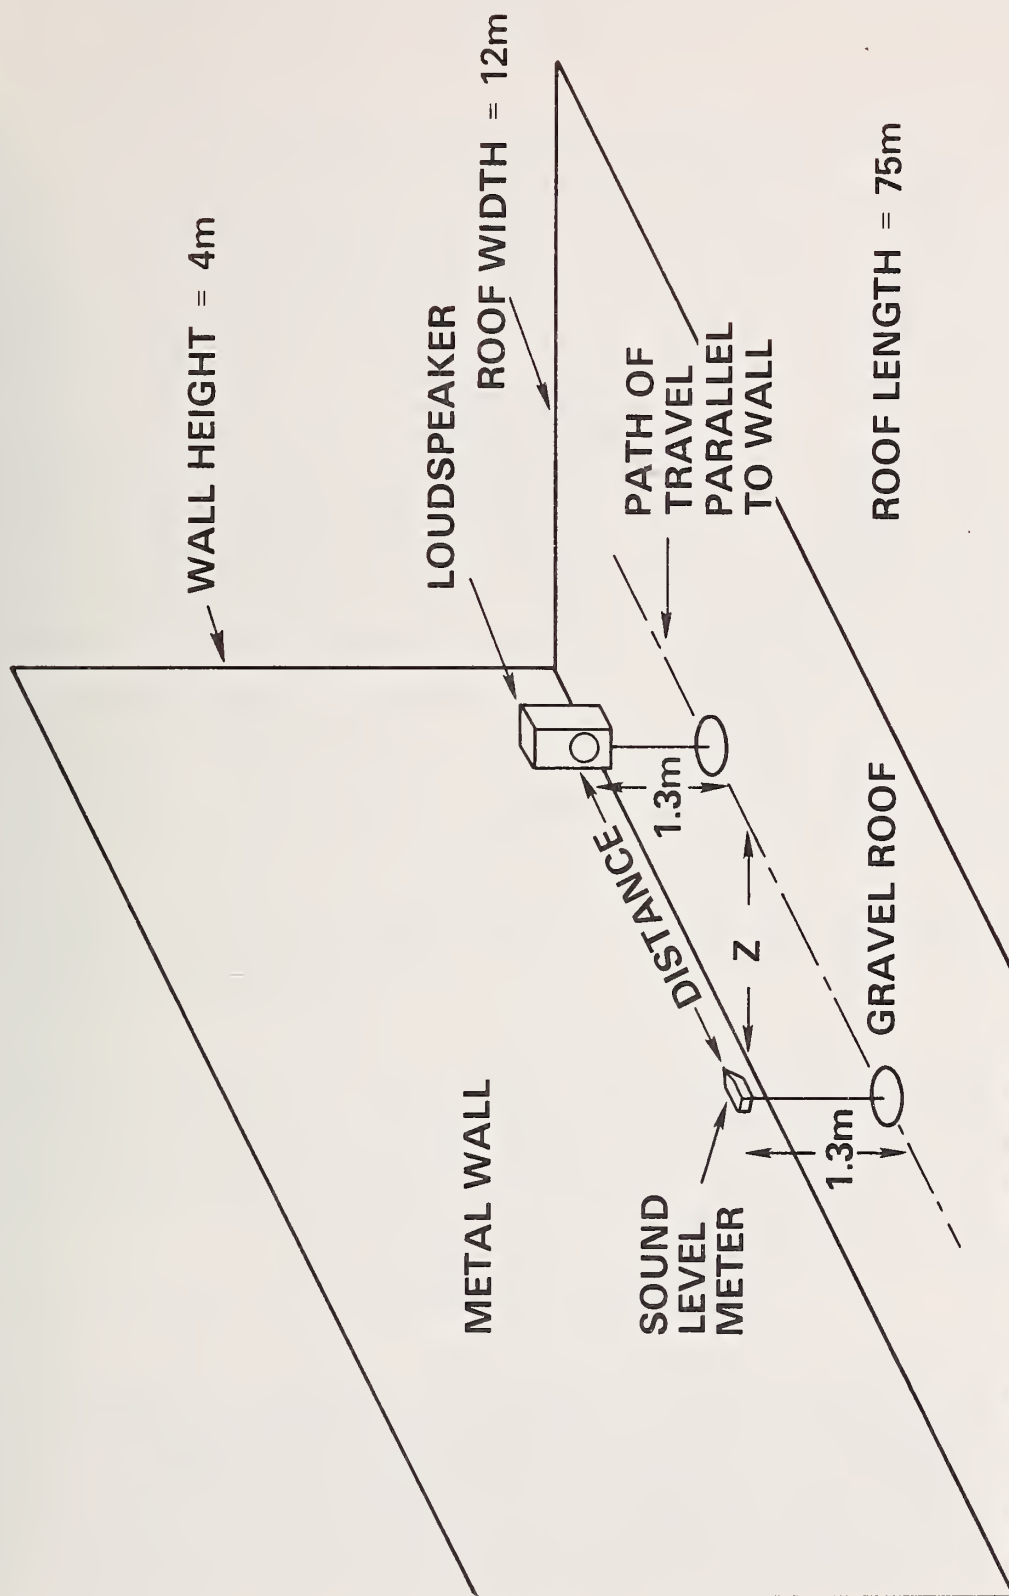 WALL HEIGHT = 4m
LOUDSPEAKER
ROOF WIDTH = 12m
METAL WALL
DISTANCE
SOUND
LEVEL
METER
1.3m
Z
1.3m
PATH OF
TRAVEL
PARALLEL
TO WALL
GRAVEL ROOF
ROOF LENGTH = 75m